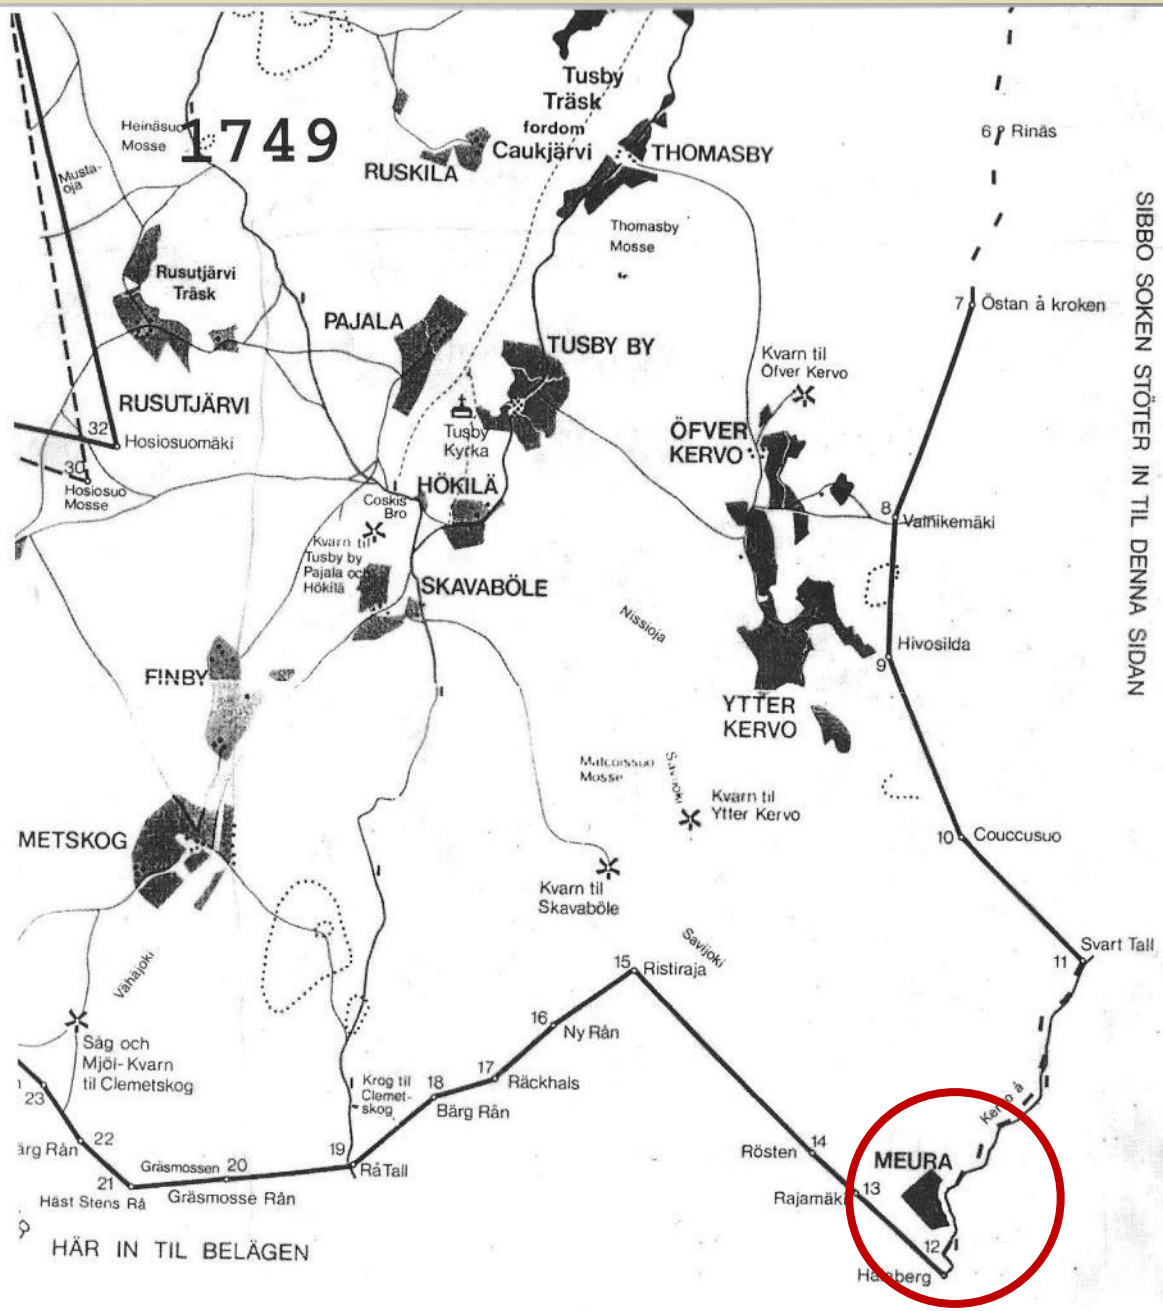 1749
Heinäsuo
Mosse
Musta-
oja
RUSKILA
Tusby
Träsk
fordom
Caukjärvi
THOMASBY
6 Rinäs
Thomasby
Mosse
SIBBO SOKEN STÖTER IN TIL DENNA SIDAN
Rusutjärvi
Träsk
7 Östan å kroken
PAJALA
TUSBY BY
Kvarn til
Öfver Kervo
RUSUTJÄRVI
32
Hosiosuomäki
Tusby
Kyrka
ÖFVER
KERVO
30
Hosiosuo
Mosse
HÖKILÄ
Coskis
Bro
8
Vainikemäki
Kvarn til
Tusby by
Pajala och
Hökilä
SKAVABÖLE
Nissioja
Hivosilda
9
FINBY
YTTER
KERVO
Mosse
Kvarn til
Ytter Kervo
METSKOG
10 Couccusuo
Kvarn til
Skavaböle
Savijoki
Svart Tall
11
15 Ristiraja
Vähäjoki
16
Ny Rån
Såg och
Mjöl-Kvarn
til Clemetskog
23
Krog til
Clemet-
skog
18
Bärg Rån
17
Räckhals
Kervo å
22
ärg Rån
19
Rå Tall
14
Rösten
MEURA
Gräsmossen 20
Gräsmosse Rån
21
Häst Stens Rå
13
Rajamäki
12
HÄR IN TIL BELÄGEN